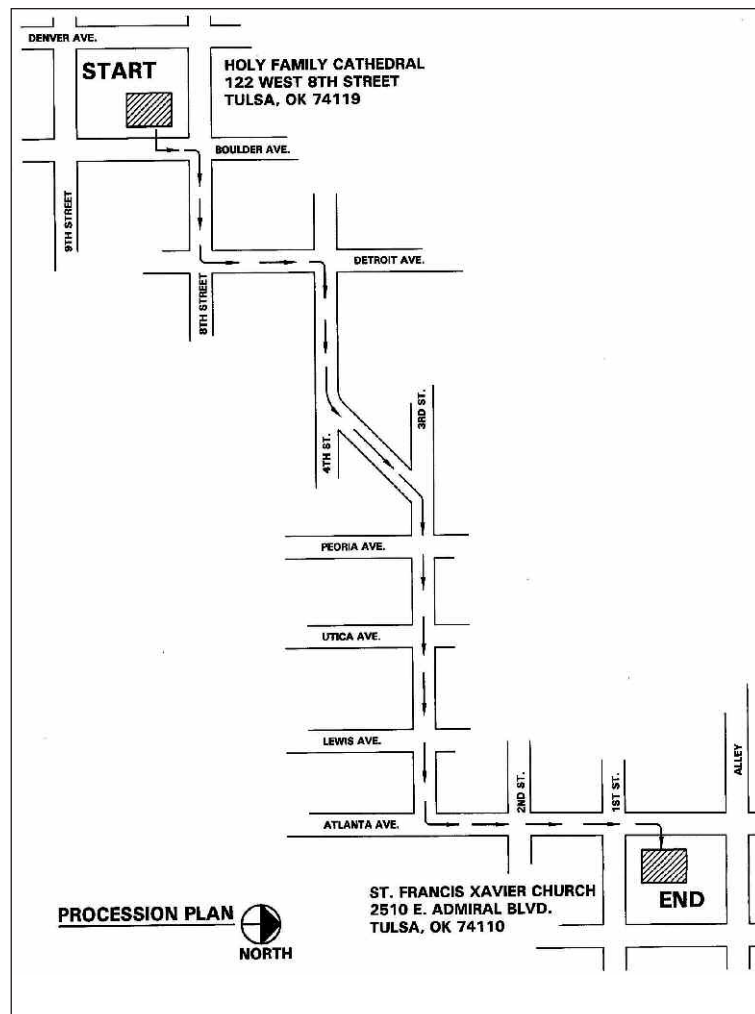 DENVER AVE.
START
HOLY FAMILY CATHEDRAL
122 WEST 8TH STREET
TULSA, OK 74119
BOULDER AVE.
9TH STREET
DETROIT AVE.
8TH STREET
3RD ST.
4TH ST.
PEORIA AVE.
UTICA AVE.
LEWIS AVE.
ALLEY
2ND ST.
1ST ST.
ATLANTA AVE.
ST. FRANCIS XAVIER CHURCH
2510 E. ADMIRAL BLVD.
TULSA, OK 74110
END
PROCESSION PLAN
NORTH